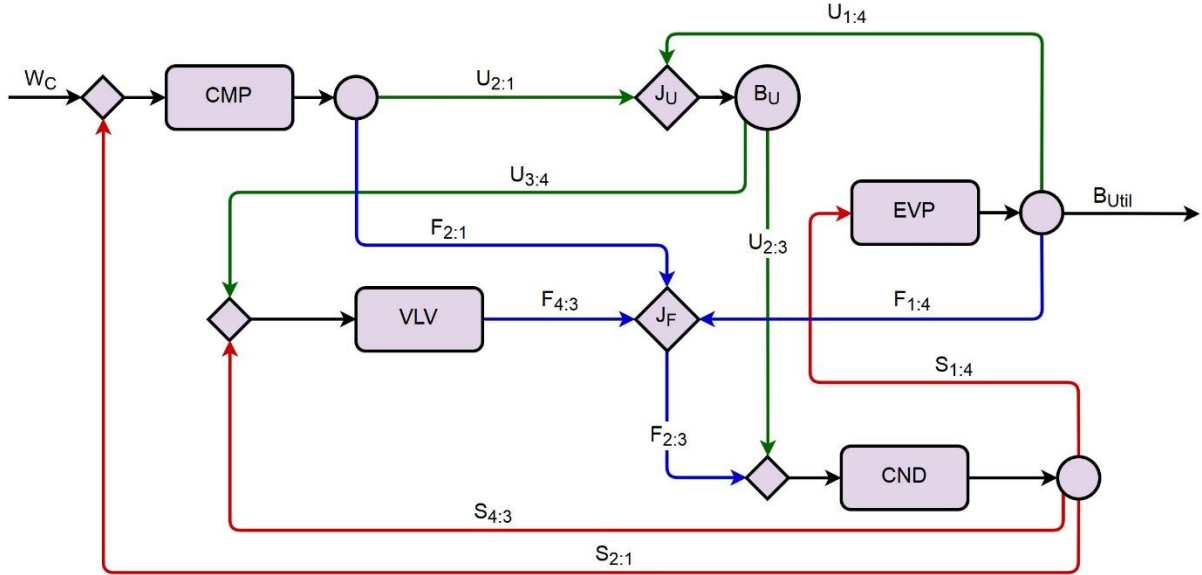 U1:4
WC
CMP
U2:1
JU
BU
U3:4
EVP
BUtil
F2:1
U2:3
VLV
F4:3
JF
F1:4
S1:4
F2:3
CND
S4:3
S2:1